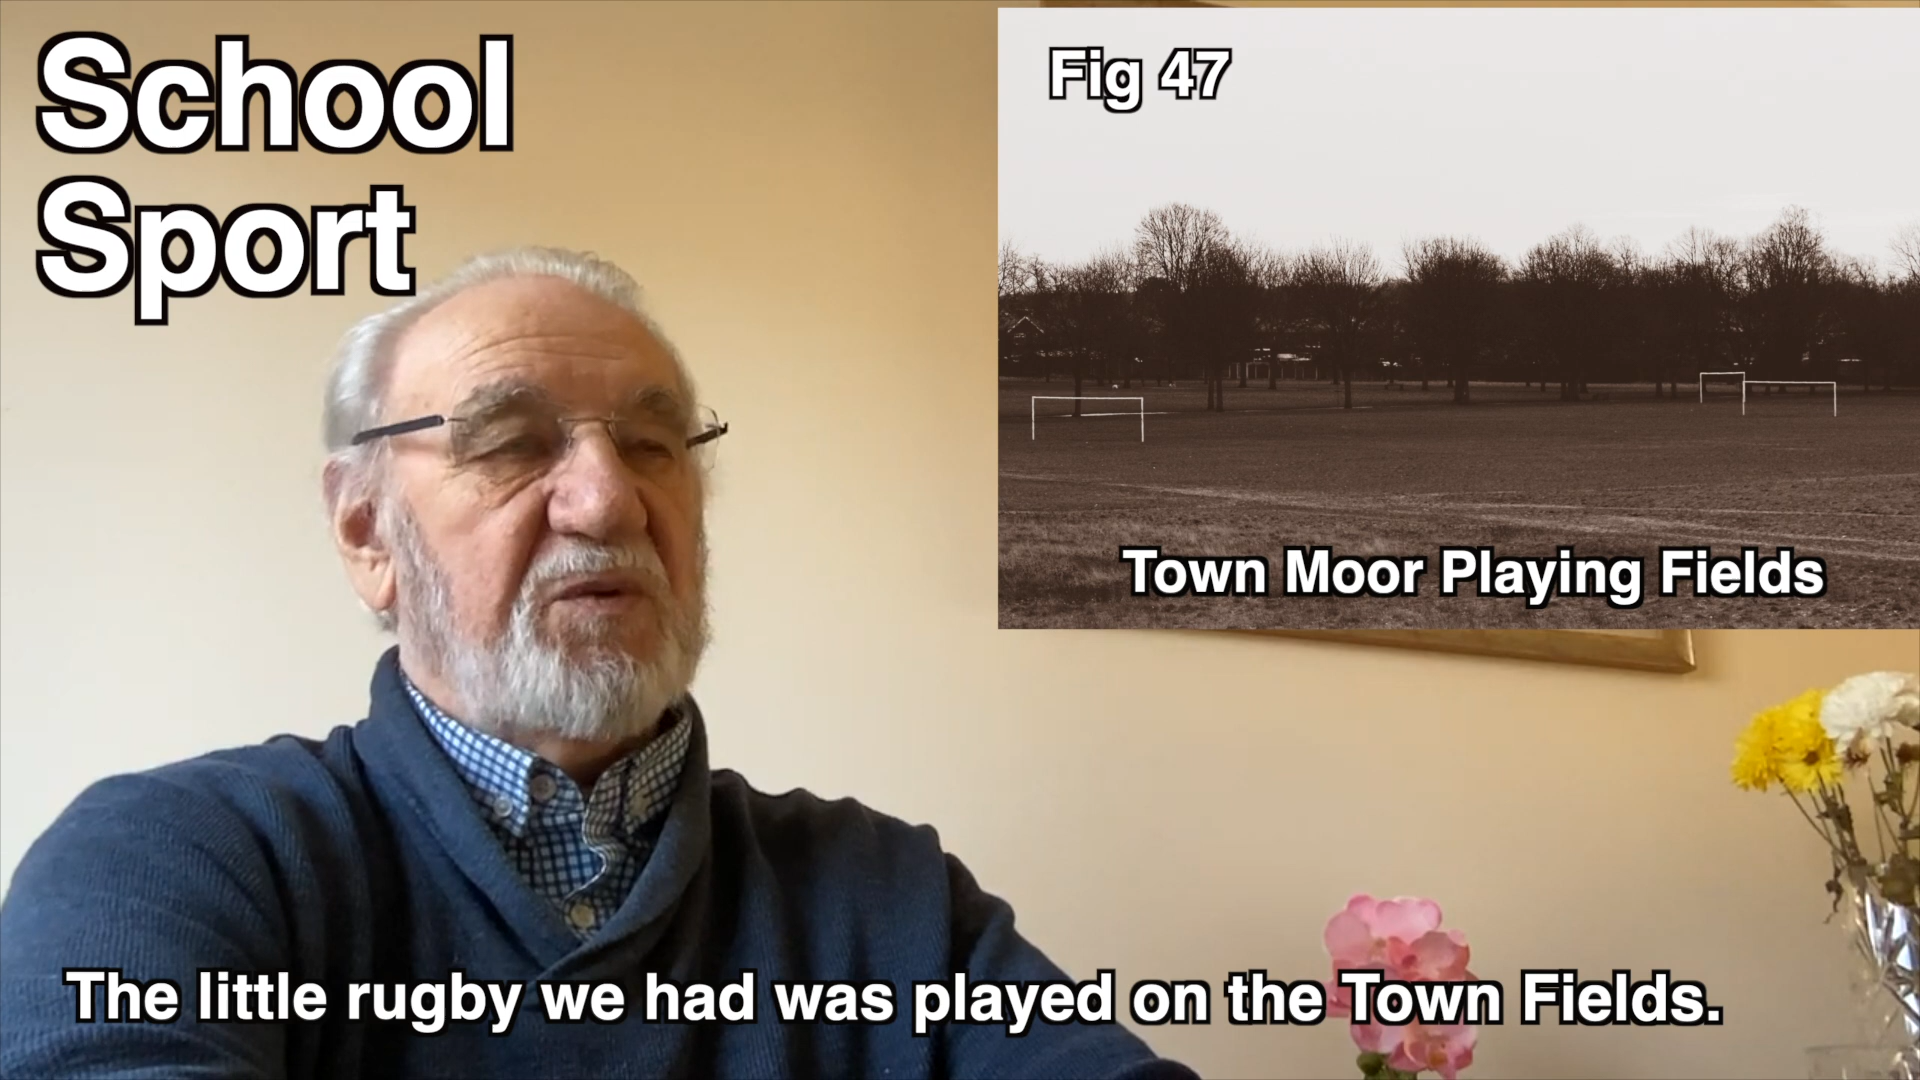 School
Sport
Fig 47
Town Moor Playing Fields
The little rugby we had was played on the Town Fields.